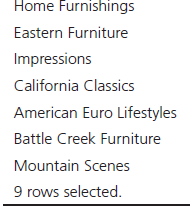 Home Furnishings
Eastern Furniture
Impressions
California Classics
American Euro Lifestyles
Battle Creek Furniture
Mountain Scenes
9 rows selected.